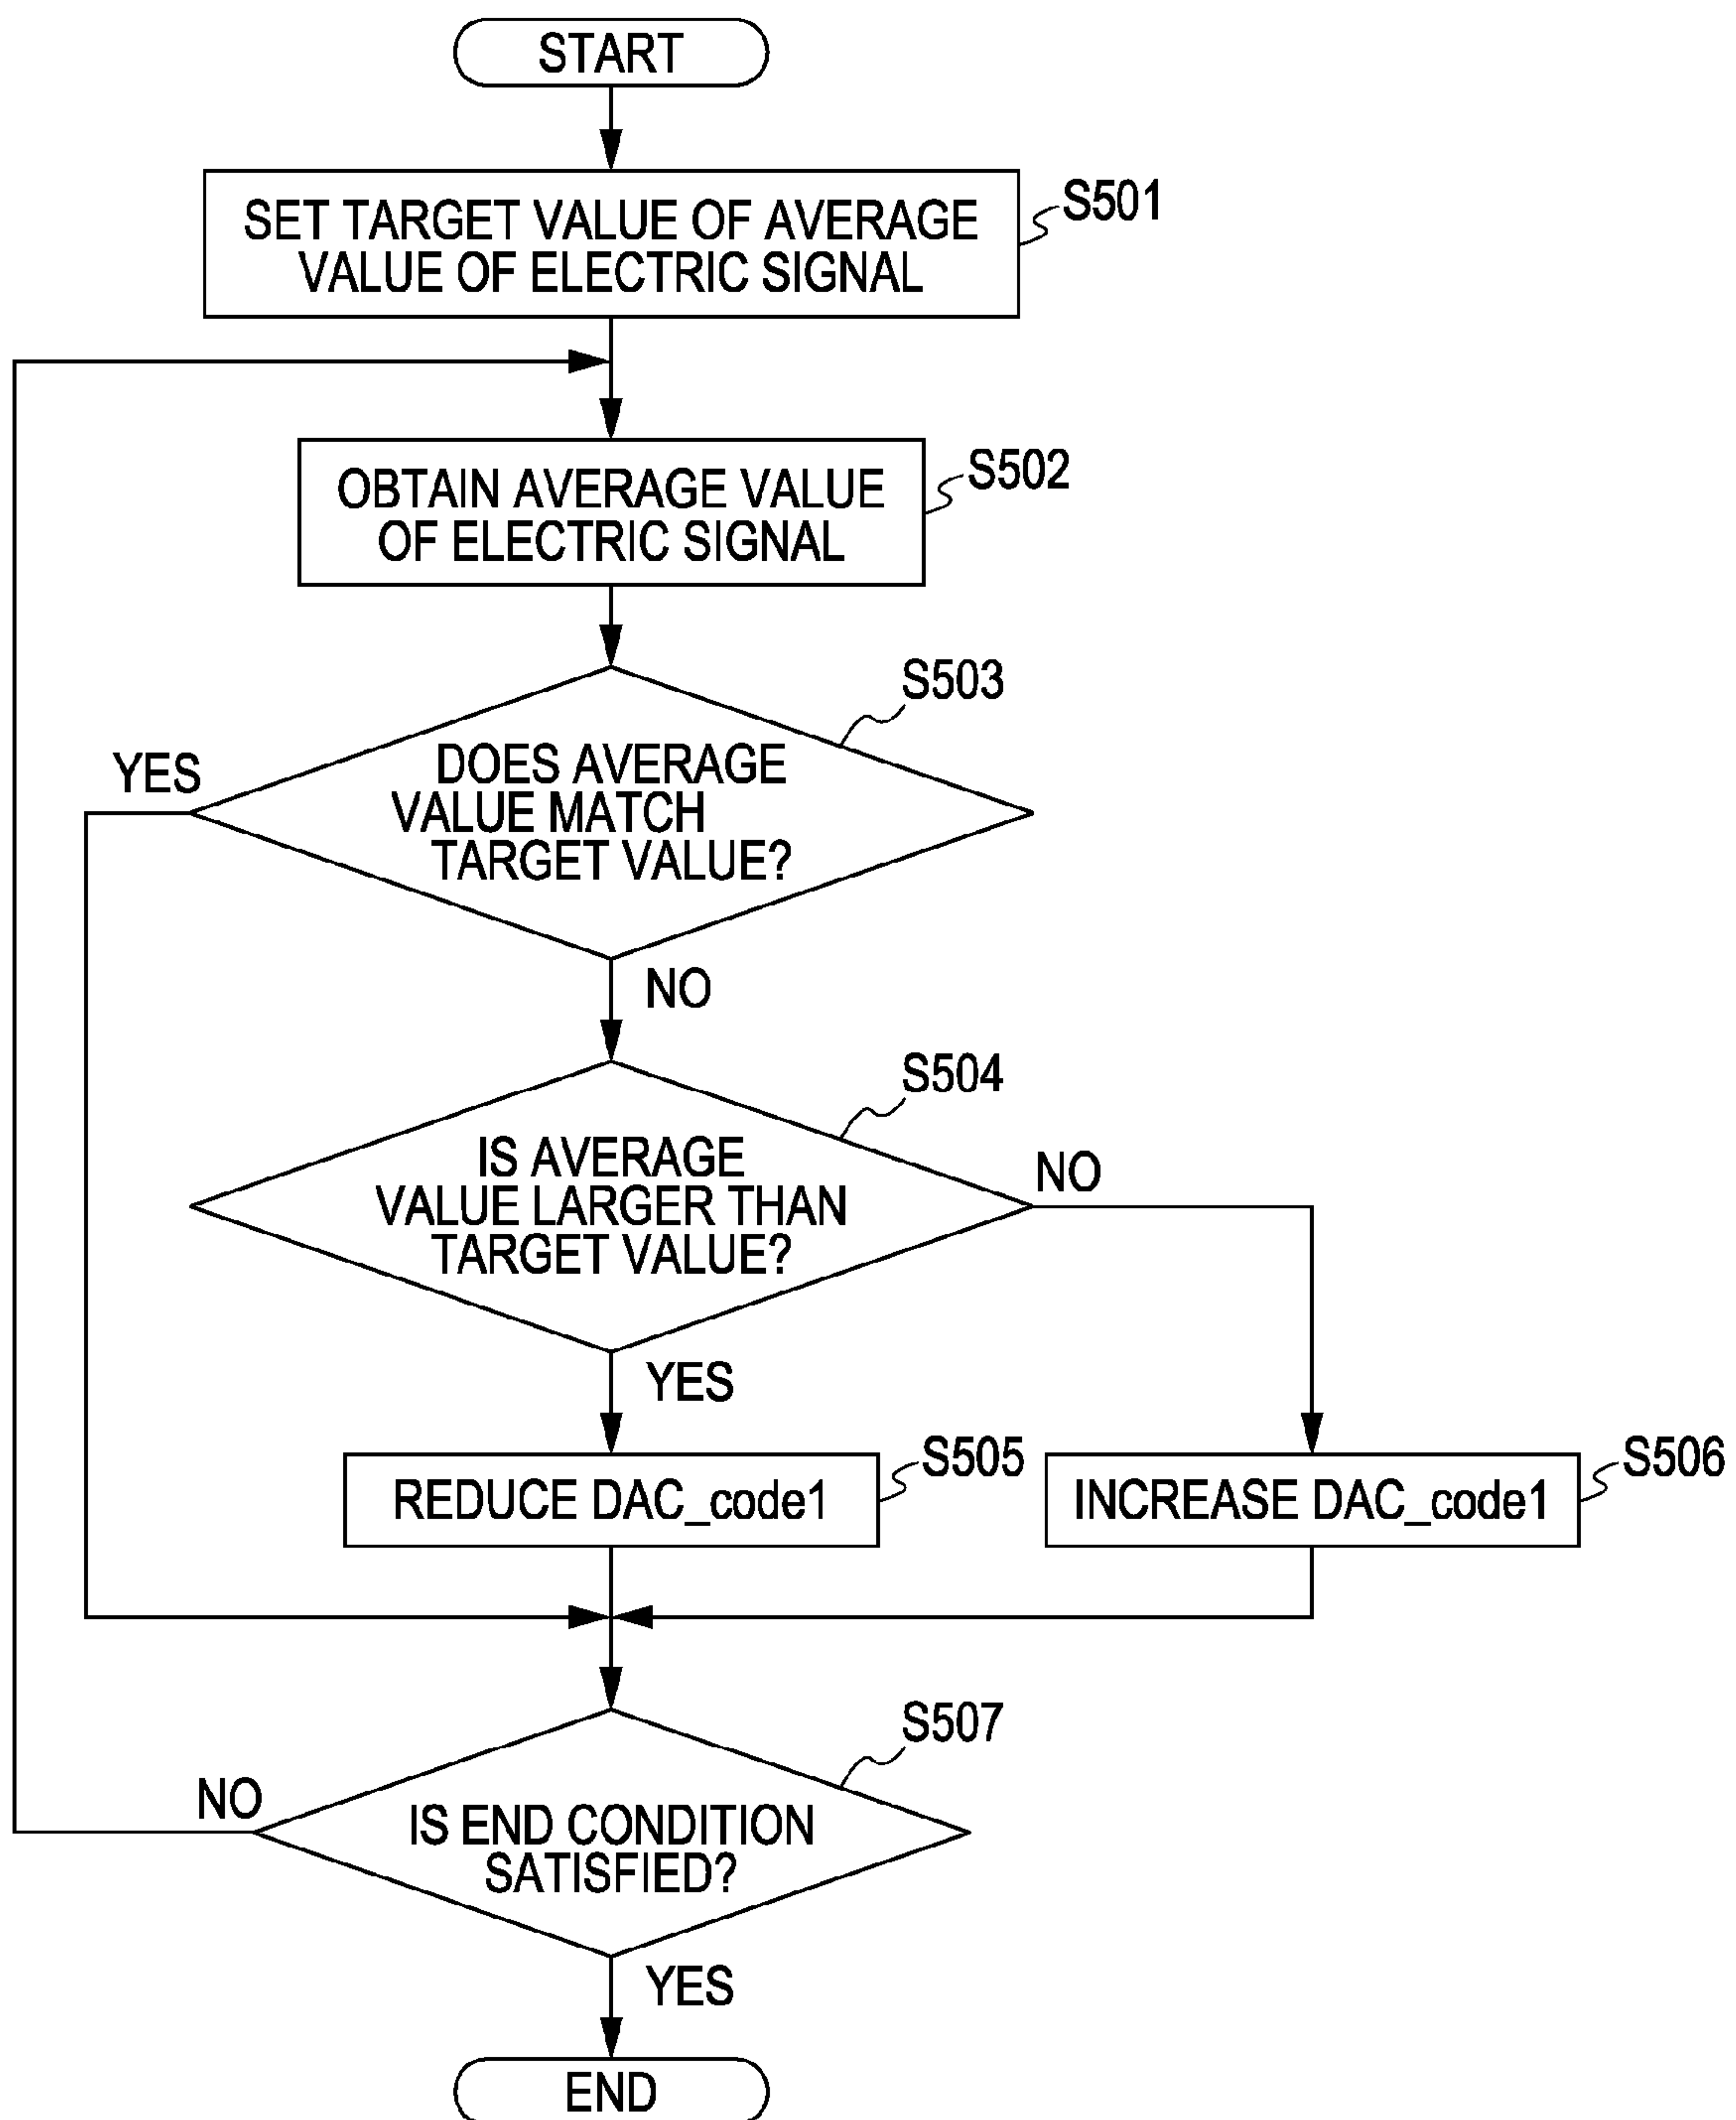 START
SET TARGET VALUE OF AVERAGE
VALUE OF ELECTRIC SIGNAL
S501
OBTAIN AVERAGE VALUE
OF ELECTRIC SIGNAL
S502
S503
YES
DOES AVERAGE
VALUE MATCH
TARGET VALUE?
NO
S504
IS AVERAGE
VALUE LARGER THAN
TARGET VALUE?
NO
YES
REDUCE DAC_code1
S505
INCREASE DAC_code1
S506
S507
NO
IS END CONDITION
SATISFIED?
YES
END